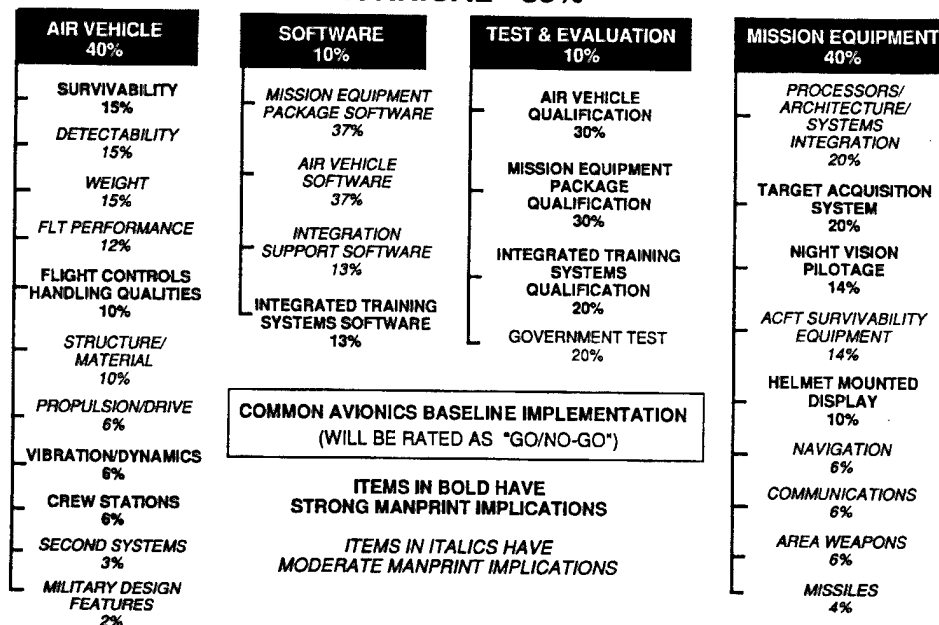 AIR VEHICLE
40%
SURVIVABILITY
15%
DETECTABILITY
15%
WEIGHT
15%
FLT PERFORMANCE
12%
FLIGHT CONTROLS
HANDLING QUALITIES
10%
STRUCTURE/
MATERIAL
10%
PROPULSION/DRIVE
6%
VIBRATION/DYNAMICS
6%
CREW STATIONS
6%
SECOND SYSTEMS
3%
MILITARY DESIGN
FEATURES
2%
SOFTWARE
10%
MISSION EQUIPMENT
PACKAGE SOFTWARE
37%
AIR VEHICLE
SOFTWARE
37%
INTEGRATION
SUPPORT SOFTWARE
13%
INTEGRATED TRAINING
SYSTEMS SOFTWARE
13%
TEST & EVALUATION
10%
AIR VEHICLE
QUALIFICATION
30%
MISSION EQUIPMENT
PACKAGE
QUALIFICATION
30%
INTEGRATED TRAINING
SYSTEMS
QUALIFICATION
20%
GOVERNMENT TEST
20%
MISSION EQUIPMENT
40%
PROCESSORS/
ARCHITECTURE/
SYSTEMS
INTEGRATION
20%
TARGET ACQUISITION
SYSTEM
20%
NIGHT VISION
PILOTAGE
14%
ACFT SURVIVABILITY
EQUIPMENT
14%
HELMET MOUNTED
DISPLAY
10%
NAVIGATION
6%
COMMUNICATIONS
6%
AREA WEAPONS
6%
MISSILES
4%
COMMON AVIONICS BASELINE IMPLEMENTATION
(WILL BE RATED AS "GO/NO-GO")
ITEMS IN BOLD HAVE
STRONG MANPRINT IMPLICATIONS
ITEMS IN ITALICS HAVE
MODERATE MANPRINT IMPLICATIONS